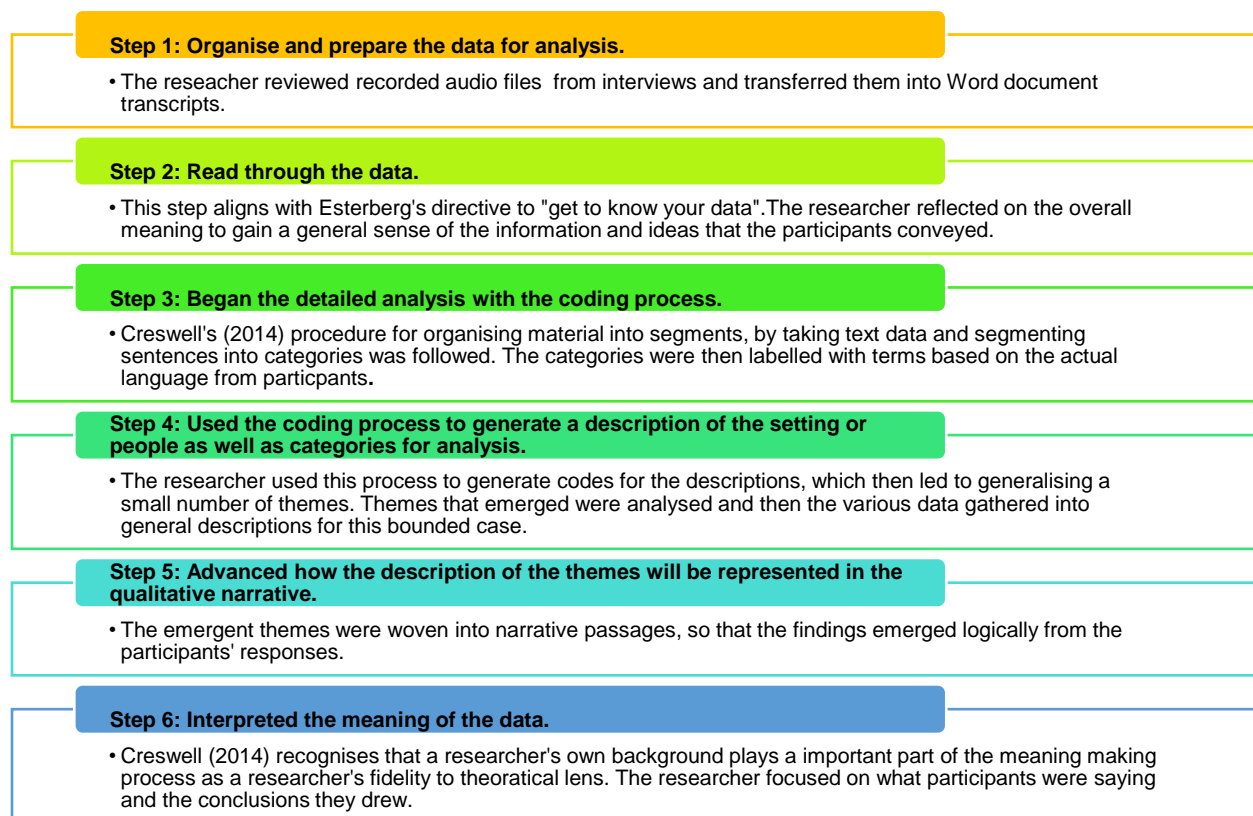 Step 1: Organise and prepare the data for analysis.
• The reseacher reviewed recorded audio files from interviews and transferred them into Word document
transcripts.
Step 2: Read through the data.
• This step aligns with Esterberg's directive to "get to know your data".The researcher reflected on the overall
meaning to gain a general sense of the information and ideas that the participants conveyed.
Step 3: Began the detailed analysis with the coding process.
• Creswell's (2014) procedure for organising material into segments, by taking text data and segmenting
sentences into categories was followed. The categories were then labelled with terms based on the actual
language from particpants.
Step 4: Used the coding process to generate a description of the setting or
people as well as categories for analysis.
• The researcher used this process to generate codes for the descriptions, which then led to generalising a
small number of themes. Themes that emerged were analysed and then the various data gathered into
general descriptions for this bounded case.
Step 5: Advanced how the description of the themes will be represented in the
qualitative narrative.
• The emergent themes were woven into narrative passages, so that the findings emerged logically from the
participants' responses.
Step 6: Interpreted the meaning of the data.
• Creswell (2014) recognises that a researcher's own background plays a important part of the meaning making
process as a researcher's fidelity to theoratical lens. The researcher focused on what participants were saying
and the conclusions they drew.